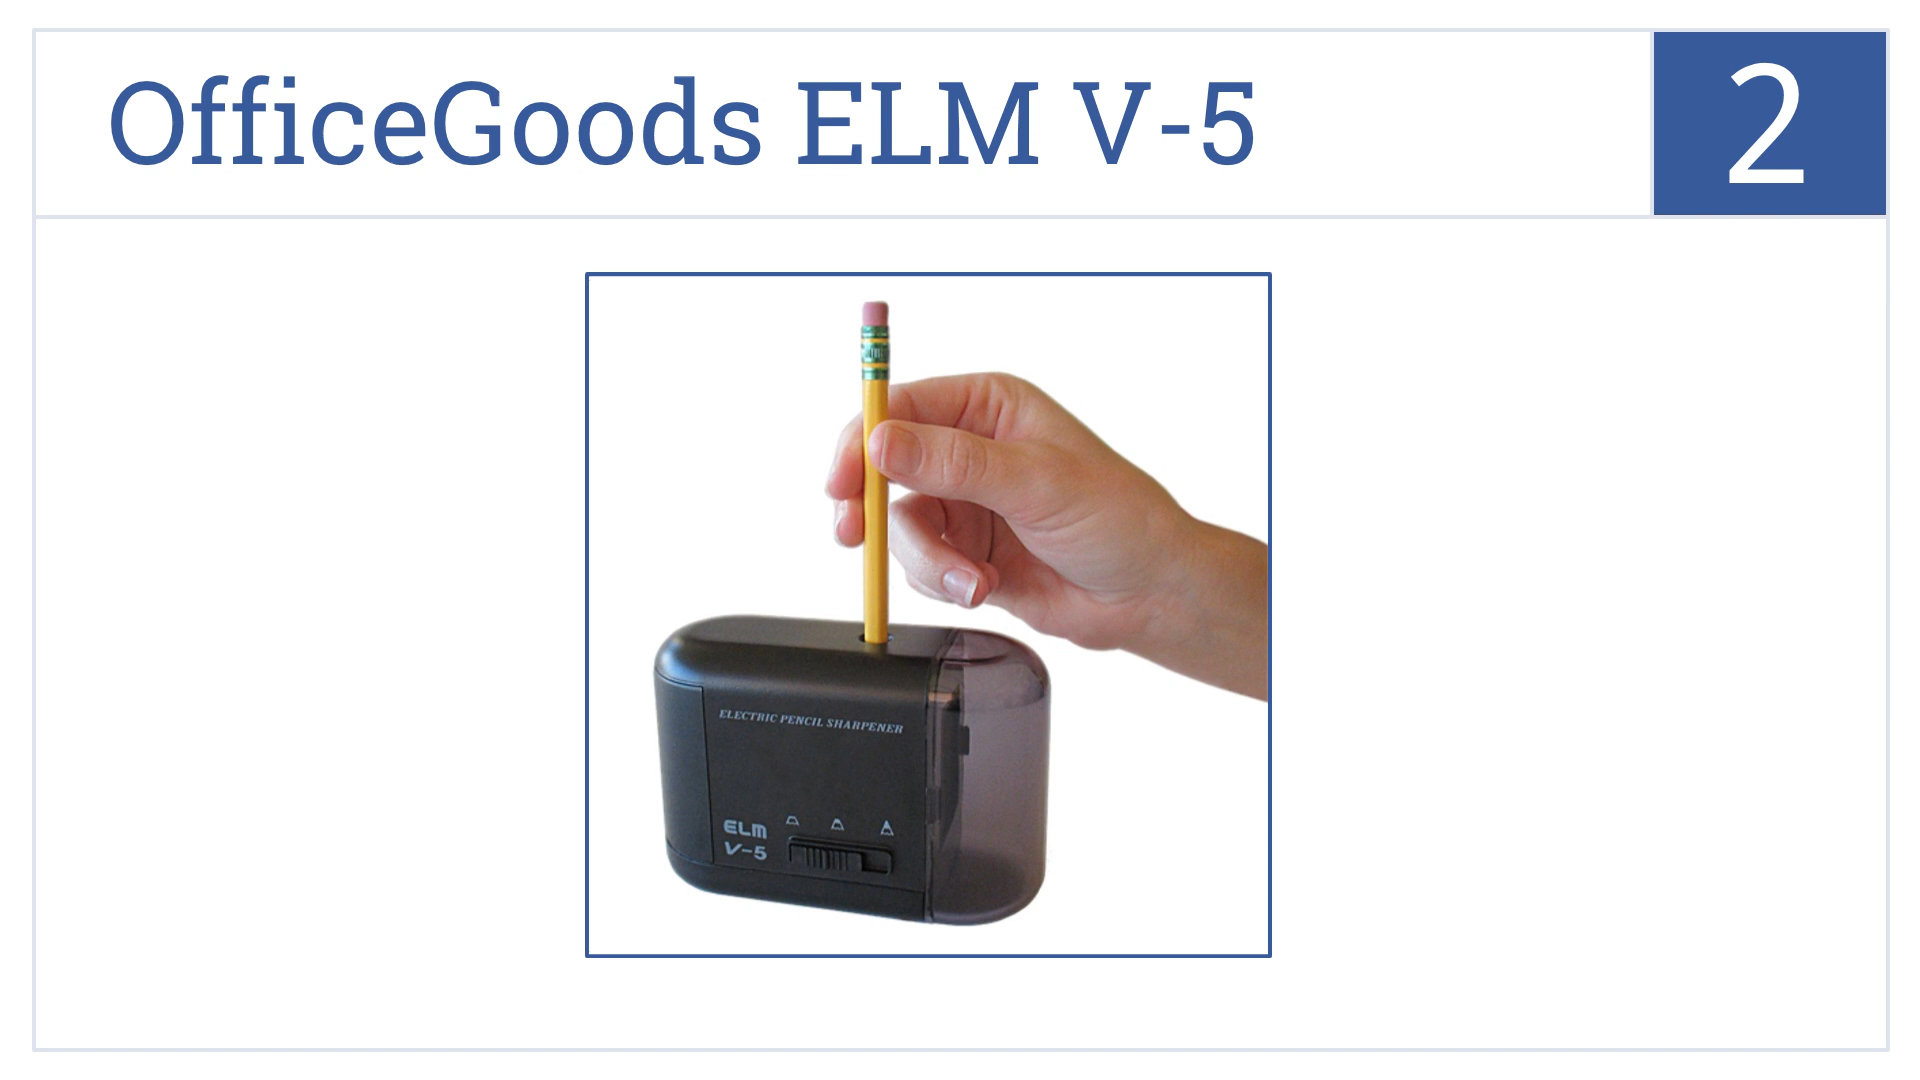 OfficeGoods ELM V-5
2
ELECTRIC PENCIL SHARPENER
ELM
V-5